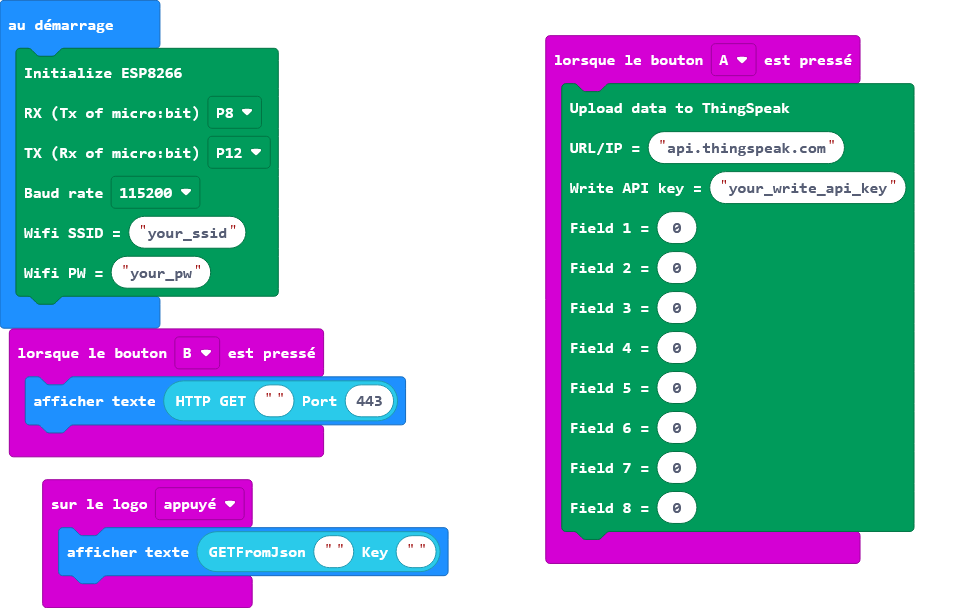 au démarrage
Initialize ESP8266
RX (Tx of micro:bit) P8
TX (Rx of micro:bit) P12
Baud rate 115200
Wifi SSID = "your_ssid"
Wifi PW = "your_pw"
lorsque le bouton B est pressé
afficher texte HTTP GET "" Port 443
sur le logo appuyé
afficher texte GETFromJson "" Key ""
lorsque le bouton A est pressé
Upload data to ThingSpeak
URL/IP = "api.thingspeak.com"
Write API key = "your_write_api_key"
Field 1 = 0
Field 2 = 0
Field 3 = 0
Field 4 = 0
Field 5 = 0
Field 6 = 0
Field 7 = 0
Field 8 = 0